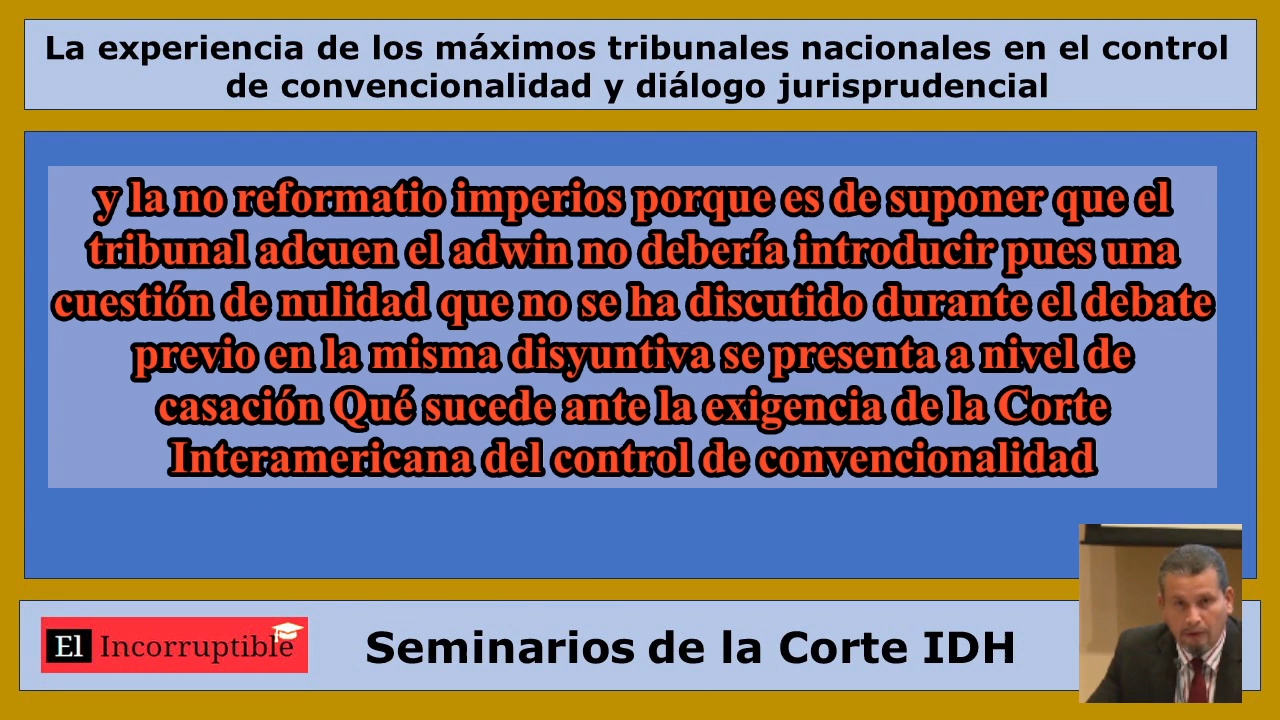 La experiencia de los máximos tribunales nacionales en el control
de convencionalidad y diálogo jurisprudencial
y la no reformatio imperios porque es de suponer que el
tribunal adcuen el adwin no debería introducir pues una
cuestión de nulidad que no se ha discutido durante el debate
previo en la misma disyuntiva se presenta a nivel de
casación Qué sucede ante la exigencia de la Corte
Interamericana del control de convencionalidad
El Incorruptible
Seminarios de la Corte IDH